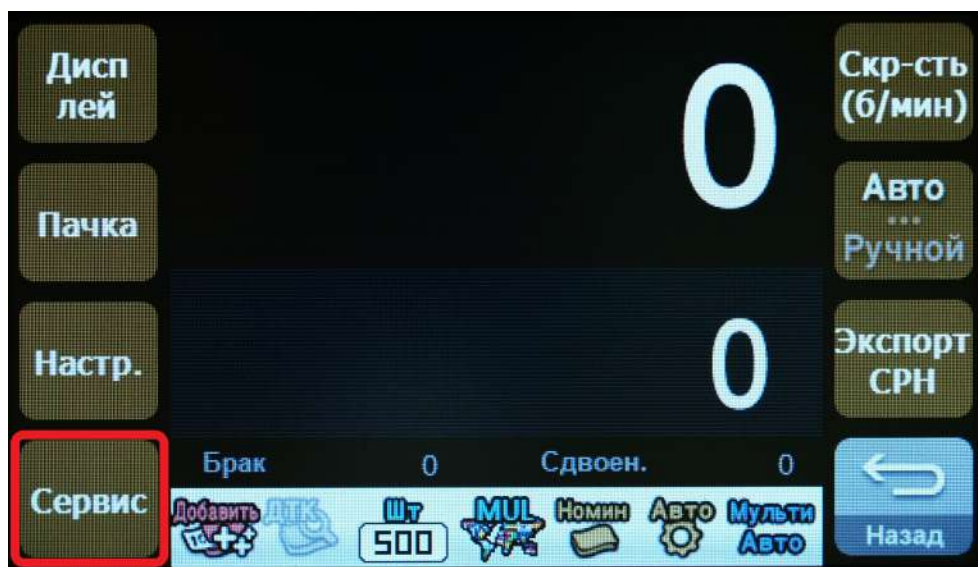 Дисп
лей
Пачка
Настр.
Сервис
0
0
Брак 0 Сдвоен. 0
Добавить ДТК Шт MUL Номин Авто Мульти
500 Авто
Скр-сть
(б/мин)
Авто
...
Ручной
Экспорт
СРН
Назад